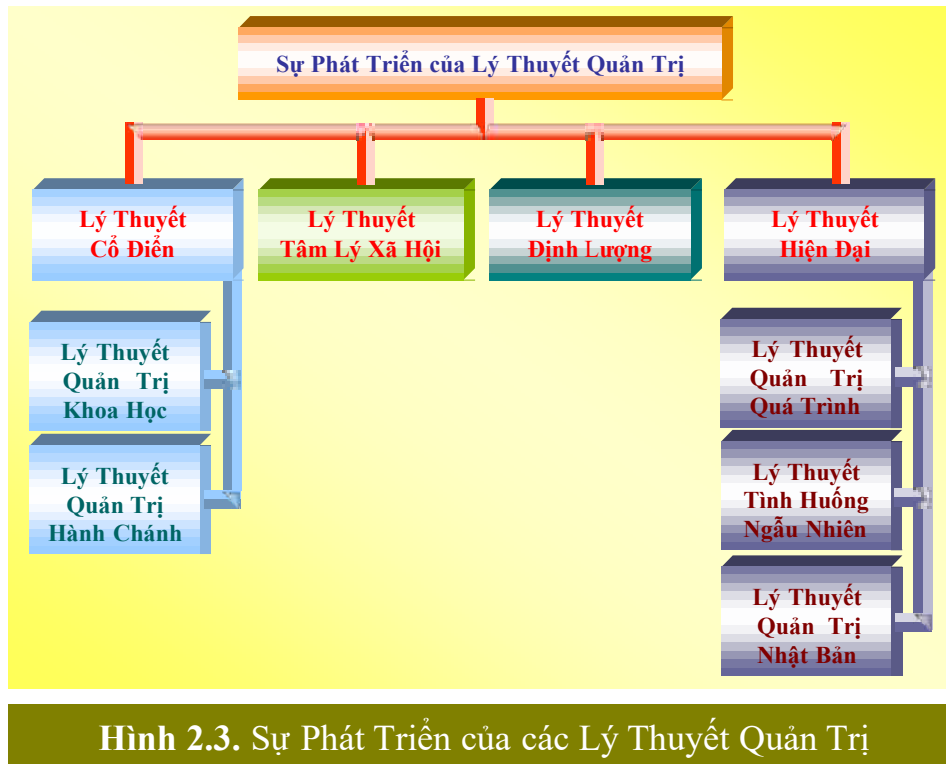 Sự Phát Triển của Lý Thuyết Quản Trị
Lý Thuyết
Cổ Điển
Lý Thuyết
Tâm Lý Xã Hội
Lý Thuyết
Định Lượng
Lý Thuyết
Hiện Đại
Lý Thuyết
Quản Trị
Khoa Học
Lý Thuyết
Quản Trị
Hành Chánh
Lý Thuyết
Quản Trị
Quá Trình
Lý Thuyết
Tình Huống
Ngẫu Nhiên
Lý Thuyết
Quản Trị
Nhật Bản
Hình 2.3. Sự Phát Triển của các Lý Thuyết Quản Trị